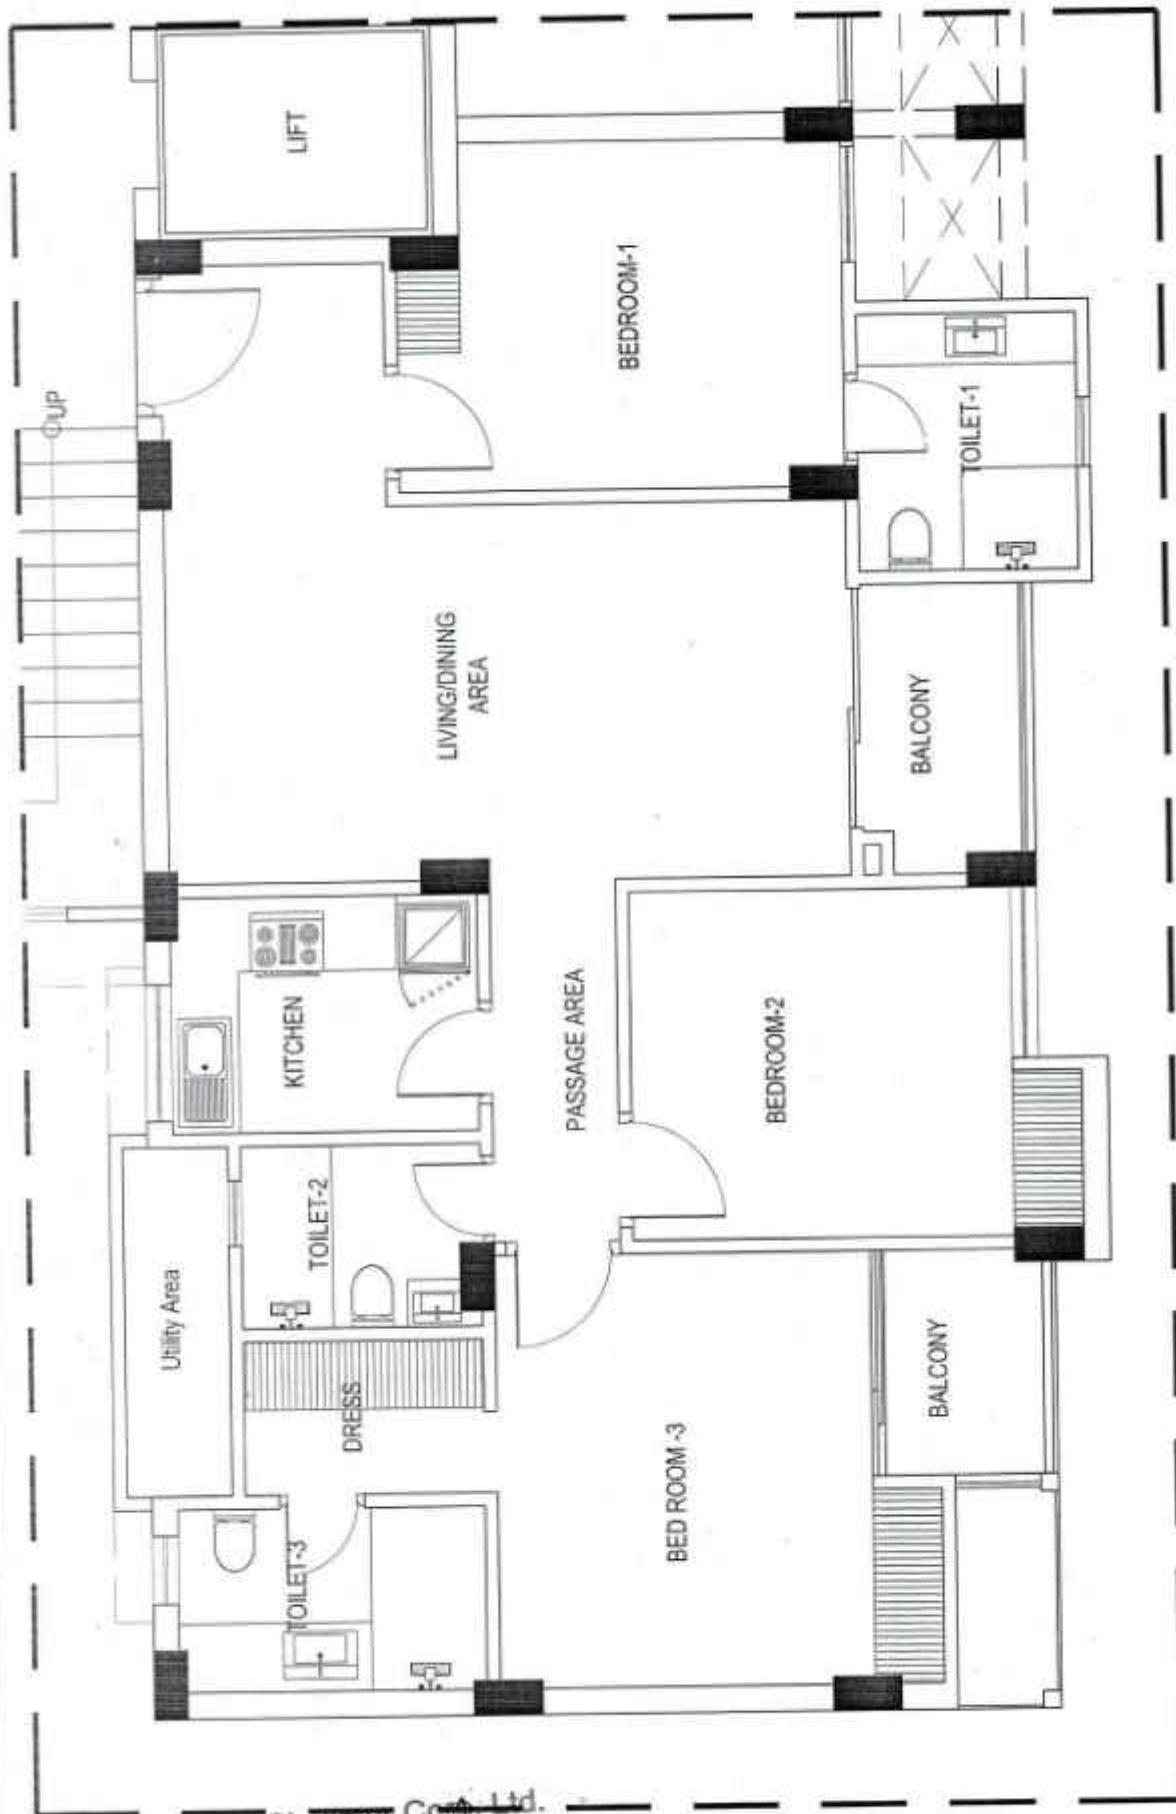 LIFT
UP
BEDROOM-1
TOILET-1
LIVING/DINING
AREA
BALCONY
KITCHEN
PASSAGE AREA
BEDROOM-2
TOILET-2
Utility Area
DRESS
BALCONY
BED ROOM -3
TOILET-3
Ltd.